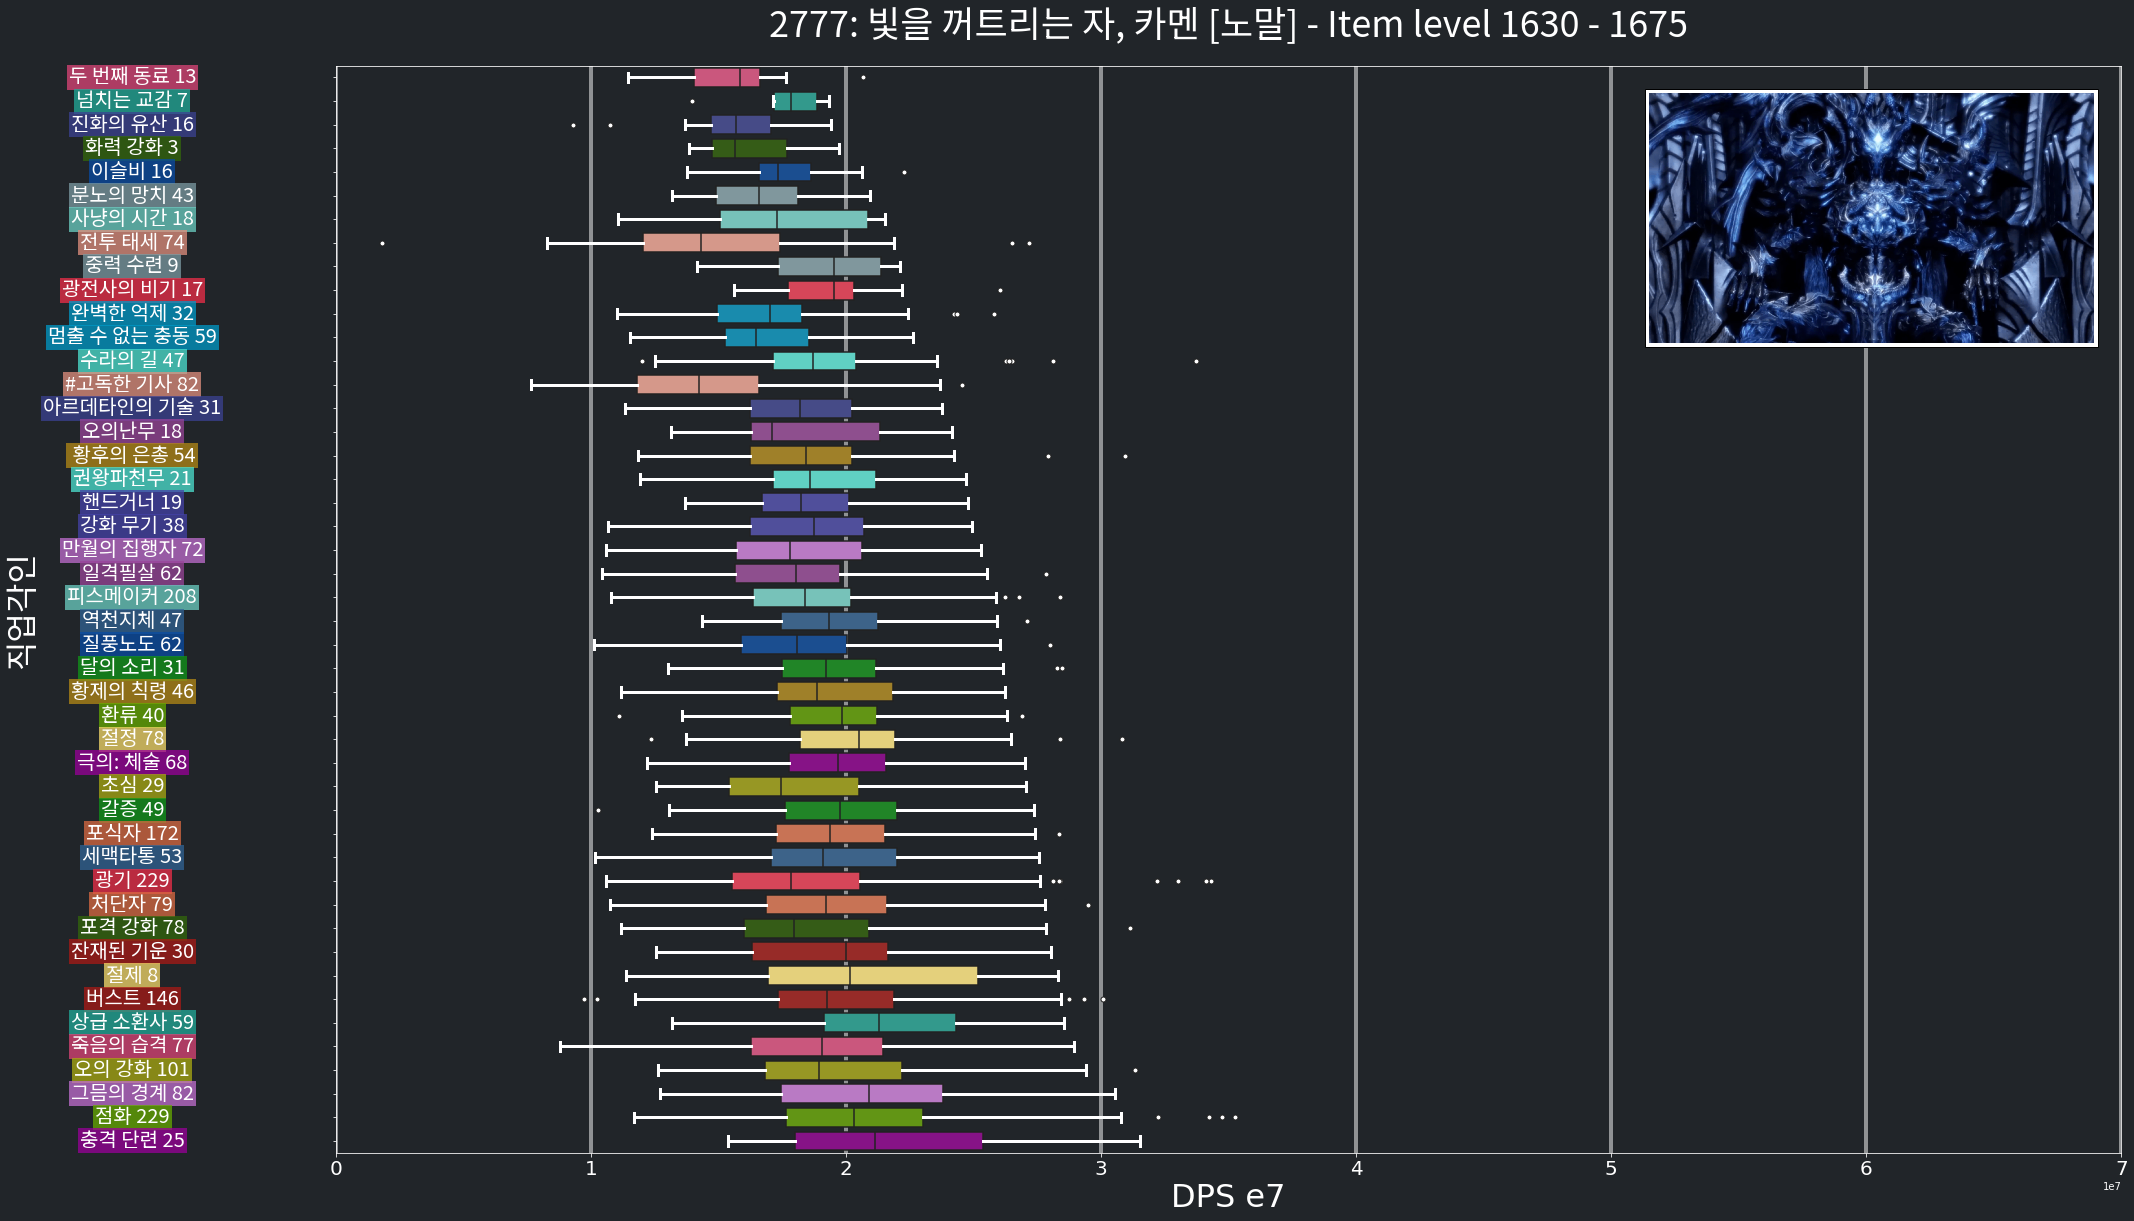 2777: 빛을 꺼트리는 자, 카멘 [노말] - Item level 1630 - 1675
두 번째 동료 13
넘치는 교감 7
진화의 유산 16
화력 강화 3
이슬비 16
분노의 망치 43
사냥의 시간 18
전투 태세 74
중력 수련 9
광전사의 비기 17
완벽한 억제 32
멈출 수 없는 충동 59
수라의 길 47
#고독한 기사 82
아르데타인의 기술 31
오의난무 18
황후의 은총 54
권왕파천무 21
핸드거너 19
강화 무기 38
만월의 집행자 72
일격필살 62
피스메이커 208
역천지체 47
질풍노도 62
달의 소리 31
황제의 칙령 46
환류 40
절정 78
극의: 체술 68
초심 29
갈증 49
포식자 172
세맥타통 53
광기 229
처단자 79
포격 강화 78
잔재된 기운 30
절제 8
버스트 146
상급 소환사 59
죽음의 습격 77
오의 강화 101
그믐의 경계 82
점화 229
충격 단련 25
직업각인
0 1 2 3 4 5 6 7
1e7
DPS e7